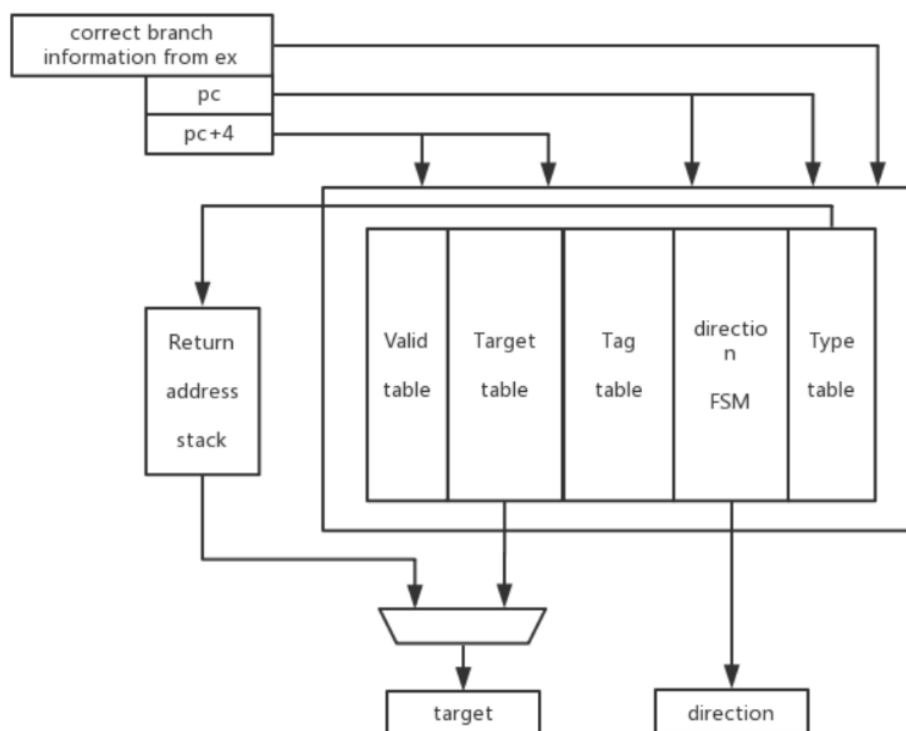 correct branch
information from ex
pc
pc+4
Return
address
stack
Valid
table
Target
table
Tag
table
directio
n
FSM
Type
table
target
direction